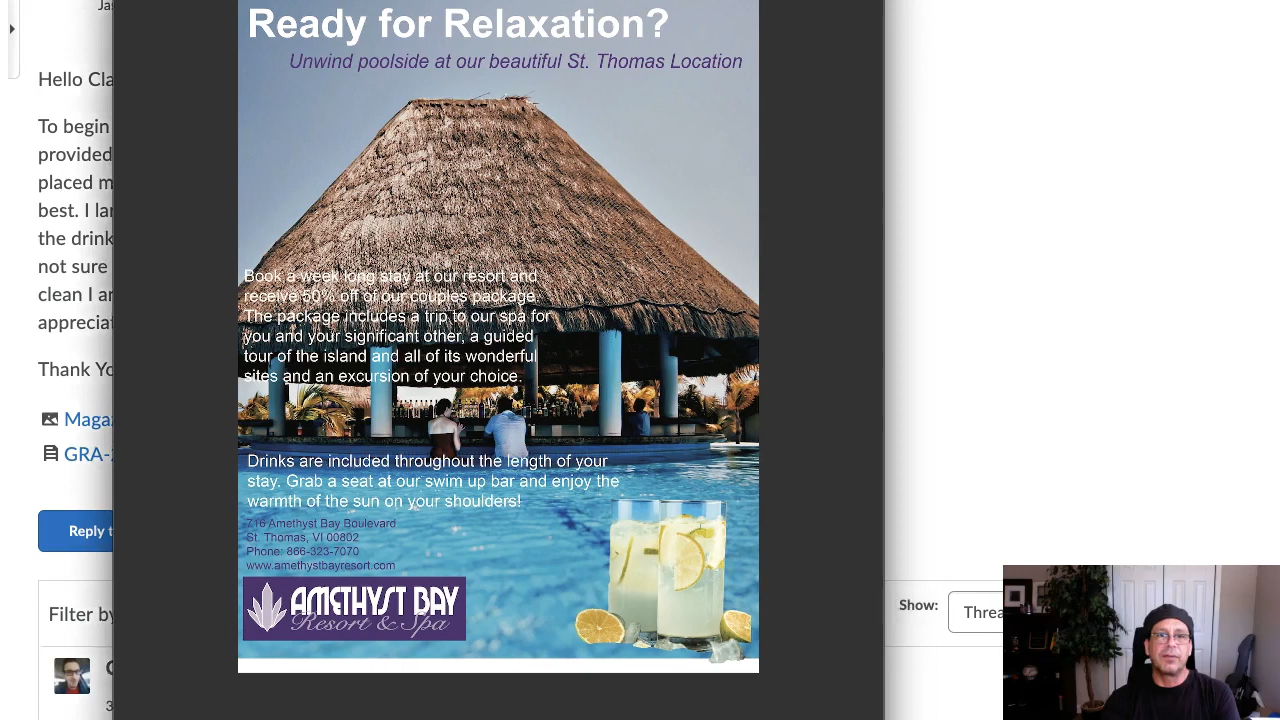 Ja
Hello Cla
To begin
provided
placed m
best. I lar
the drink
not sure
clean I ar
appreciat
Thank Yo
Maga
GRA-
Reply t
Filter by
3
Ready for Relaxation?
Unwind poolside at our beautiful St. Thomas Location
Book a week long stay at our resort and
receive 50% off of our couples package.
The package includes a trip to our spa for
you and your significant other, a guided
tour of the island and all of its wonderful
sites and an excursion of your choice.
Drinks are included throughout the length of your
stay. Grab a seat at our swim up bar and enjoy the
warmth of the sun on your shoulders!
716 Amethyst Bay Boulevard
St. Thomas, VI 00802
Phone: 866-323-7070
www.amethystbayresort.com
AMETHYST BAY
Resort & Spa
Show:
Threa